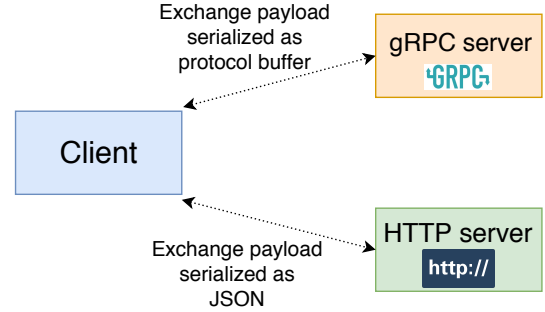 Exchange payload
serialized as
protocol buffer
gRPC server
GRPC
Client
HTTP server
http://
Exchange payload
serialized as
JSON